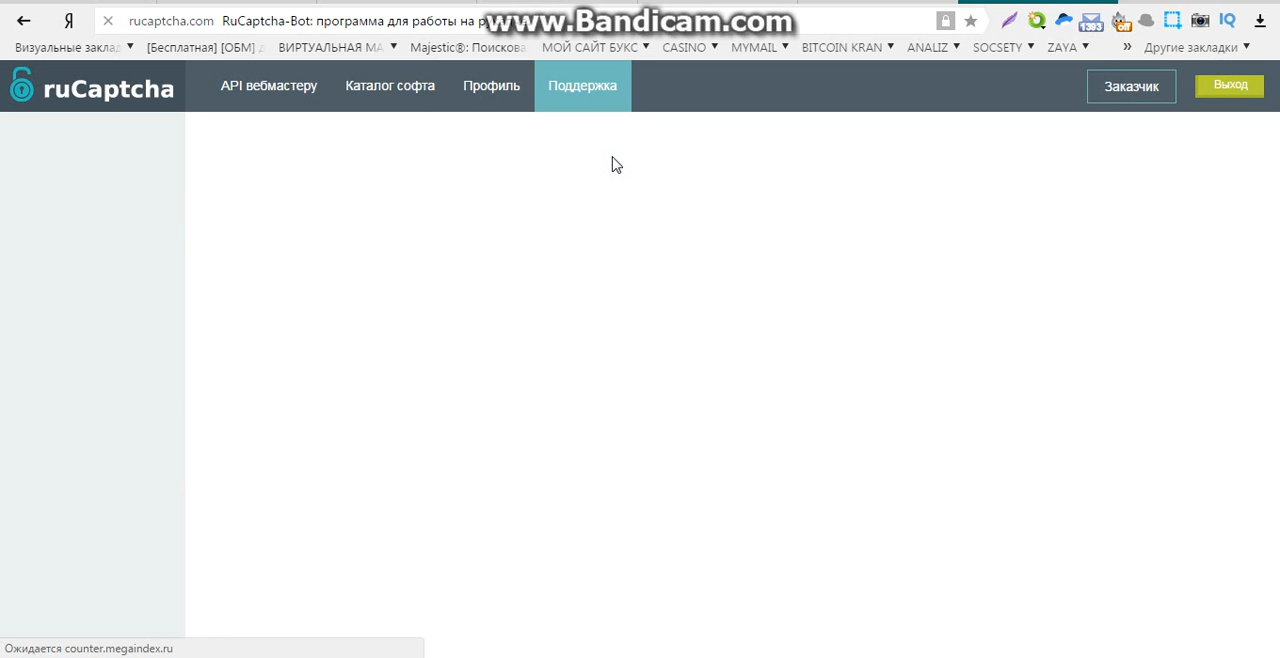 www.Bandicam.com
Я rucaptcha.com RuCaptcha-Bot: программа для работы на
Визуальные заклад [Бесплатная] [ОБМ] ВИРТУАЛЬНАЯ МА Majestic®: Поискова МОЙ САЙТ БУКС CASINO MYMAIL BITCOIN KRAN ANALIZ SOCSETY ZAYA » Другие закладки
ruCaptcha API вебмастеру Каталог софта Профиль Поддержка Заказчик Выход
Ожидается counter.megaindex.ru